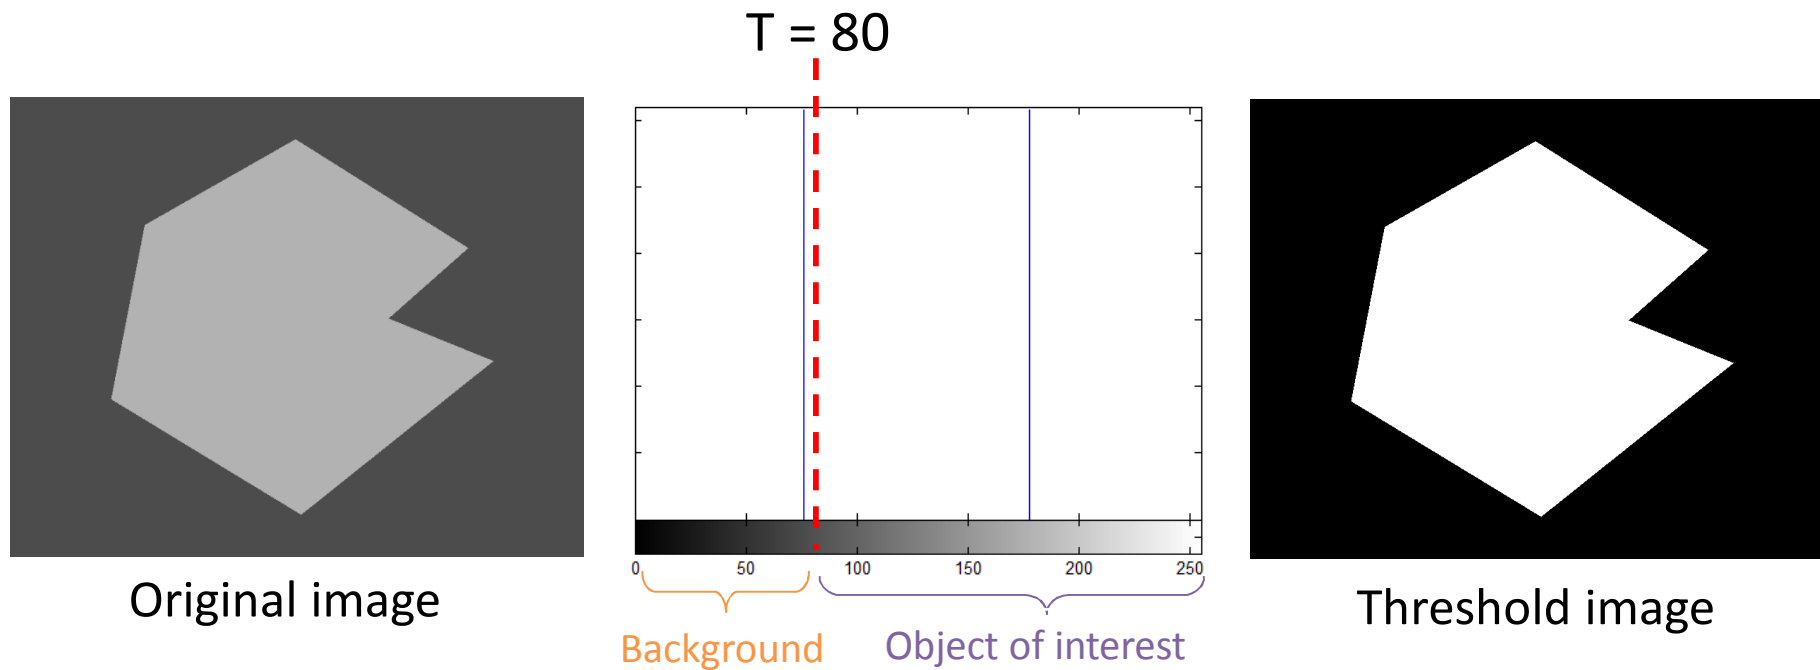 T = 80
0 50 100 150 200 250
Original image
Background
Object of interest
Threshold image